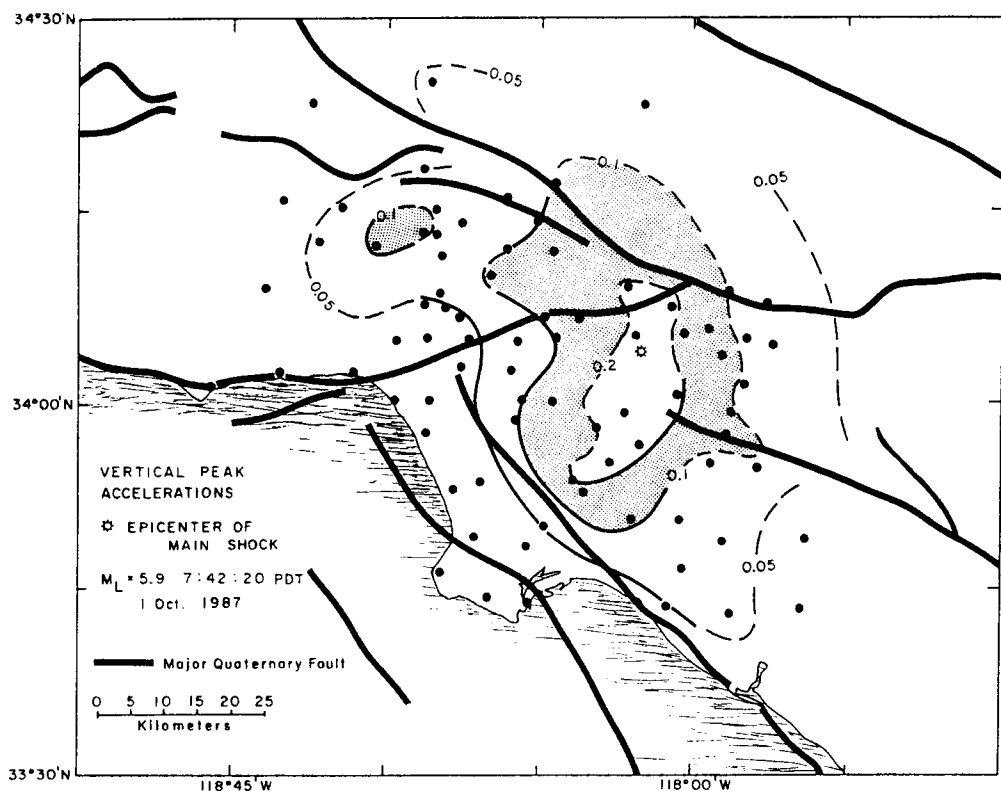 34°30'N
0.05
0.1
0.05
0.1
0.05
34°00'N
0.2
0.1
0.05
VERTICAL PEAK
ACCELERATIONS
☼ EPICENTER OF
MAIN SHOCK
M_L = 5.9 7:42:20 PDT
1 Oct. 1987
Major Quaternary Fault
0 5 10 15 20 25
Kilometers
33°30'N
118°45'W
118°00'W